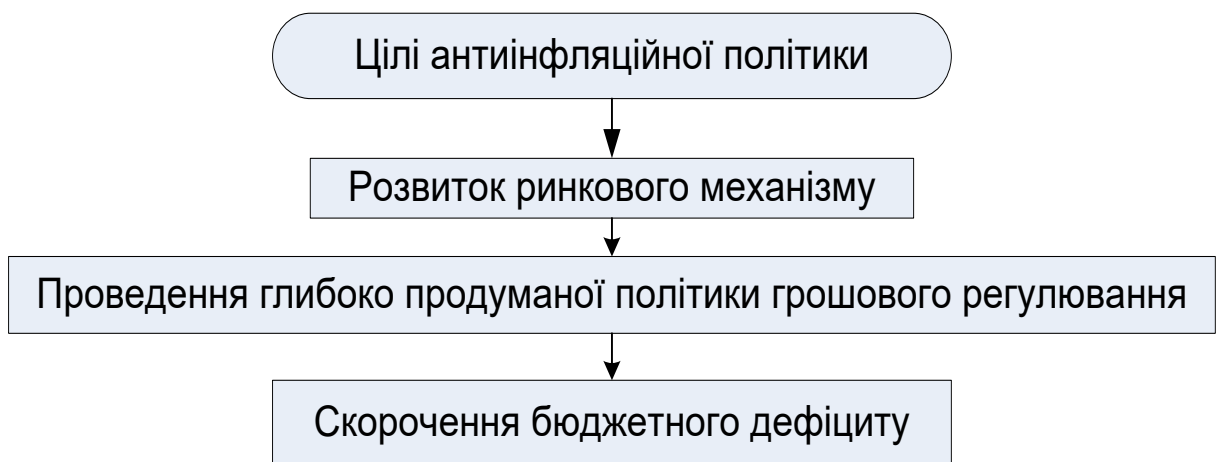 Цілі антиінфляційної політики
Розвиток ринкового механізму
Проведення глибоко продуманої політики грошового регулювання
Скорочення бюджетного дефіциту